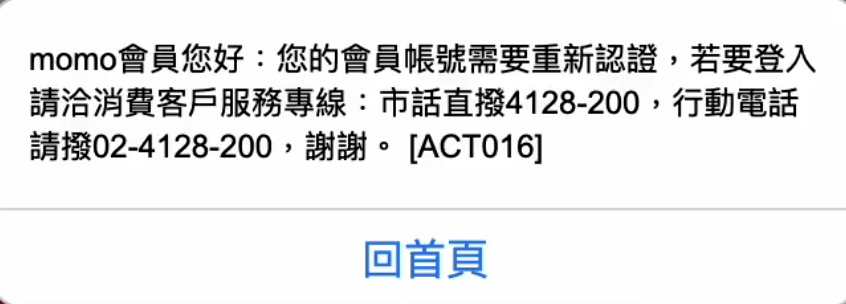 momo會員您好：您的會員帳號需要重新認證，若要登入
請洽消費客戶服務專線：市話直撥4128-200，行動電話
請撥02-4128-200，謝謝。 [ACT016]
回首頁